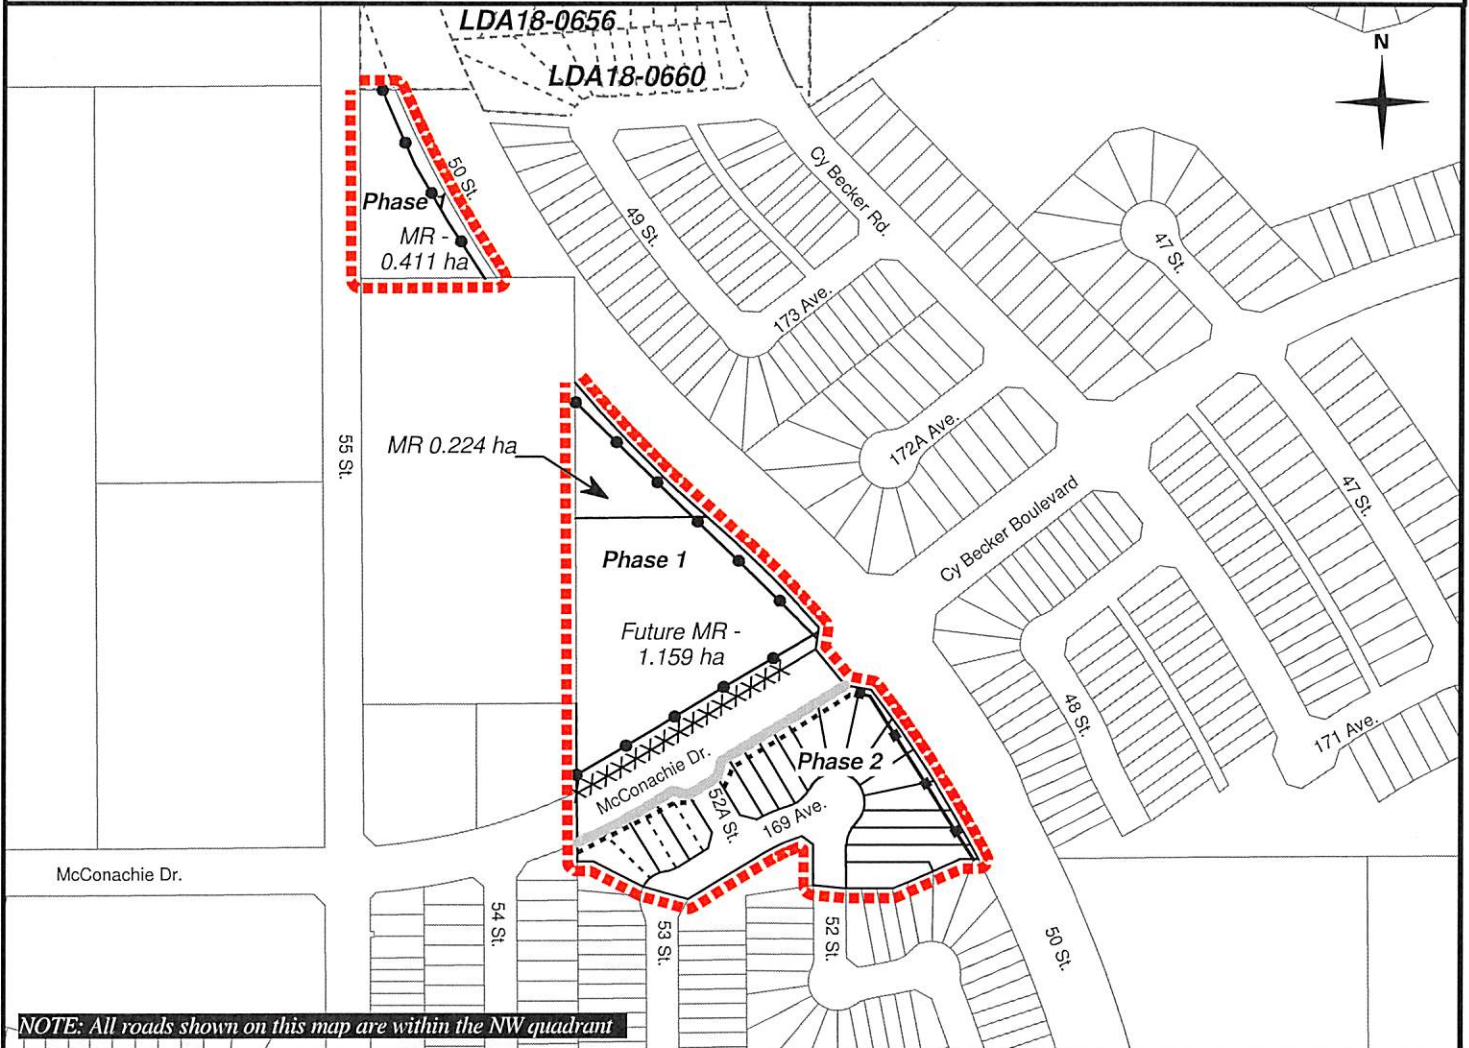 LDA18-0656
LDA18-0660
N
50 St.
Phase 1
MR -
0.411 ha
49 St.
Cy Becker Rd.
47 St.
173 Ave.
55 St.
MR 0.224 ha
172A Ave.
Cy Becker Boulevard
47 St.
Phase 1
Future MR -
1.159 ha
48 St.
171 Ave.
McConachie Dr.
Phase 2
52A St.
169 Ave.
McConachie Dr.
54 St.
53 St.
52 St.
50 St.
NOTE: All roads shown on this map are within the NW quadrant